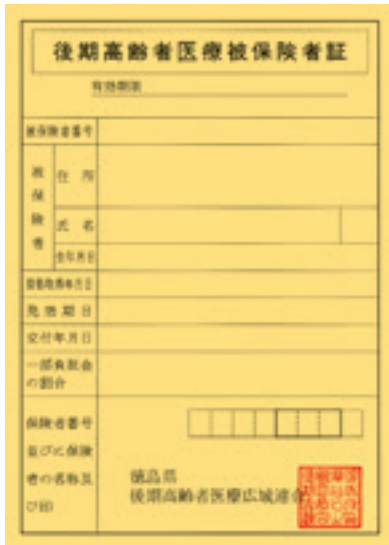 後期高齢者医療被保険者証
有効期限
被保険者番号
被保険者
住所
氏名
生年月日
資格取得年月日
発効期日
交付年月日
一部負担金
の割合
保険者番号
並びに保険
者の名称及
び印
徳島県
後期高齢者医療広域連合